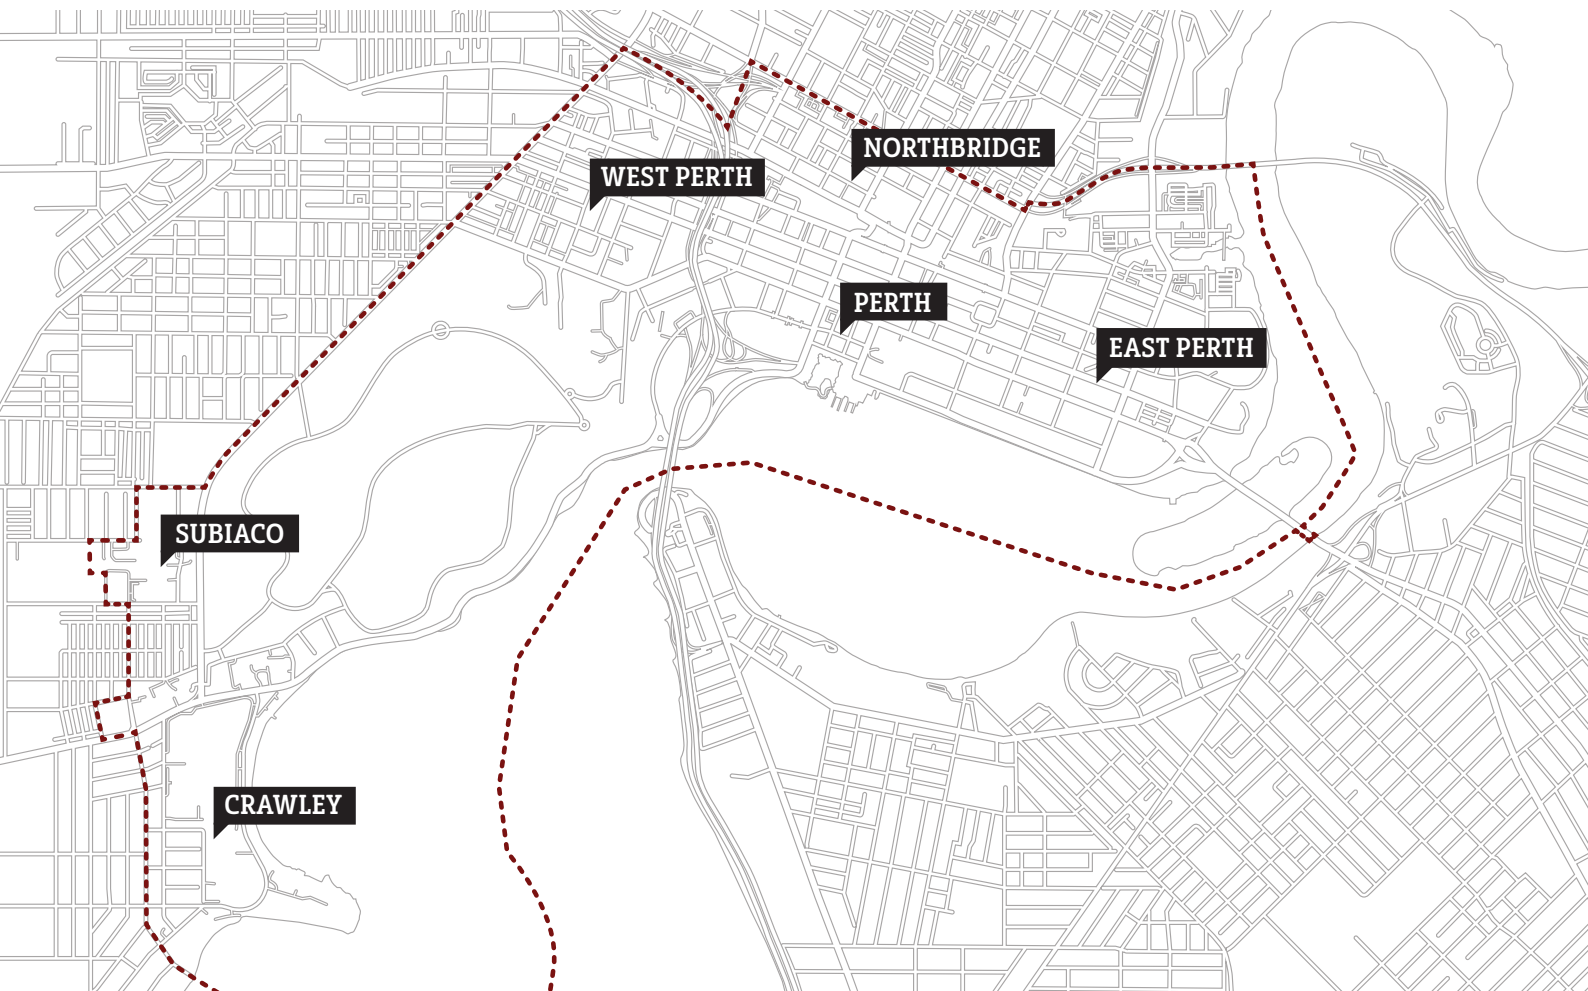 NORTHBRIDGE
WEST PERTH
PERTH
EAST PERTH
SUBIACO
CRAWLEY